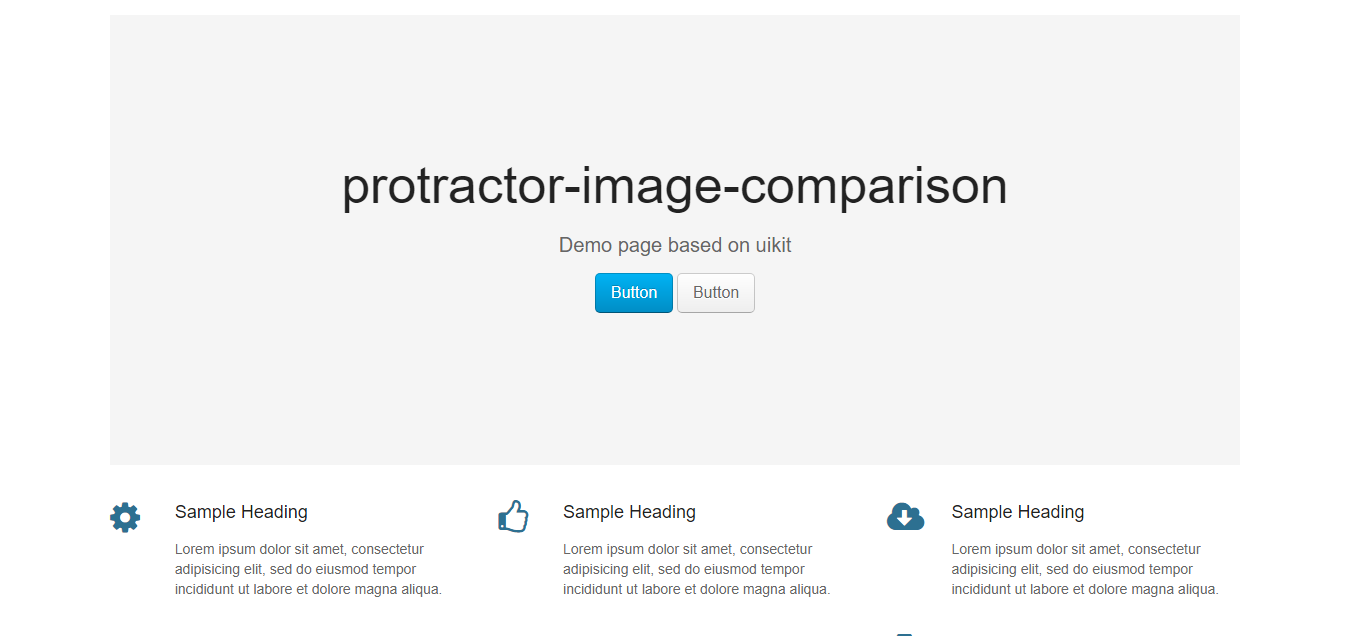 protractor-image-comparison
Demo page based on uikit
Button Button
Sample Heading
Lorem ipsum dolor sit amet, consectetur
adipisicing elit, sed do eiusmod tempor
incididunt ut labore et dolore magna aliqua.
Sample Heading
Lorem ipsum dolor sit amet, consectetur
adipisicing elit, sed do eiusmod tempor
incididunt ut labore et dolore magna aliqua.
Sample Heading
Lorem ipsum dolor sit amet, consectetur
adipisicing elit, sed do eiusmod tempor
incididunt ut labore et dolore magna aliqua.